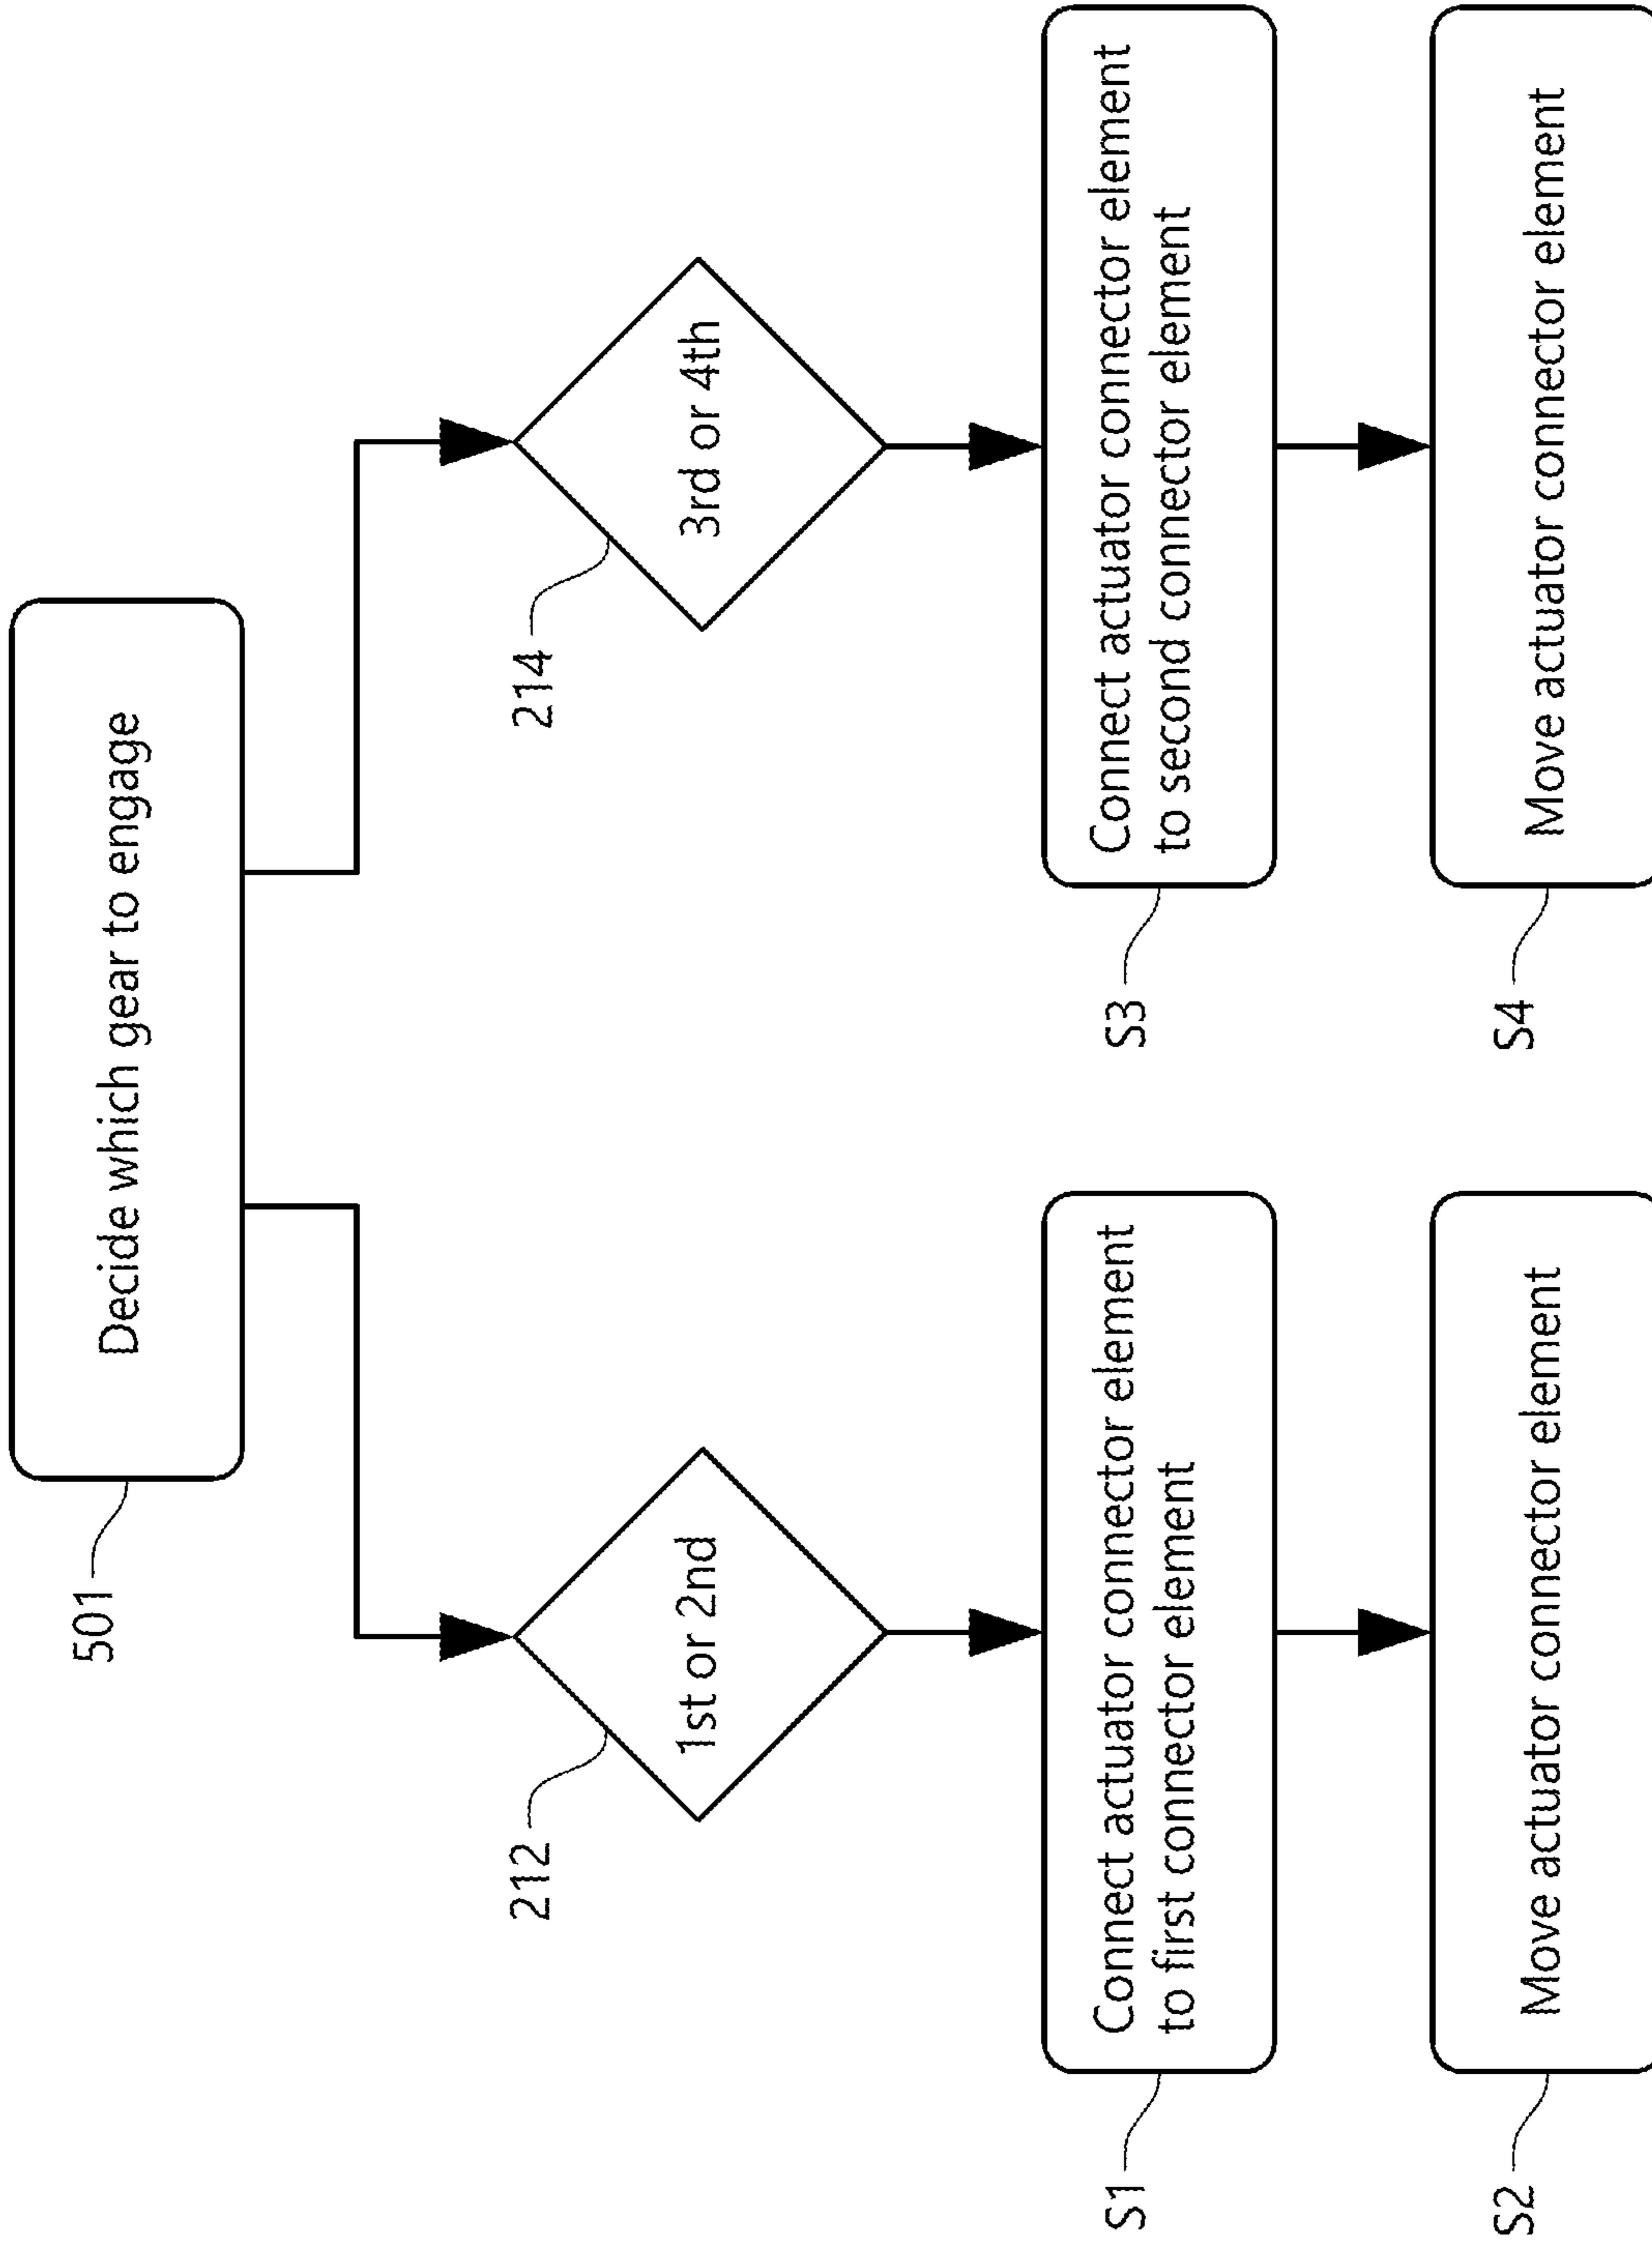 501
Decide which gear to engage
212
1st or 2nd
214
3rd or 4th
S1
Connect actuator connector element
to first connector element
S3
Connect actuator connector element
to second connector element
S2
Move actuator connector element
S4
Move actuator connector element